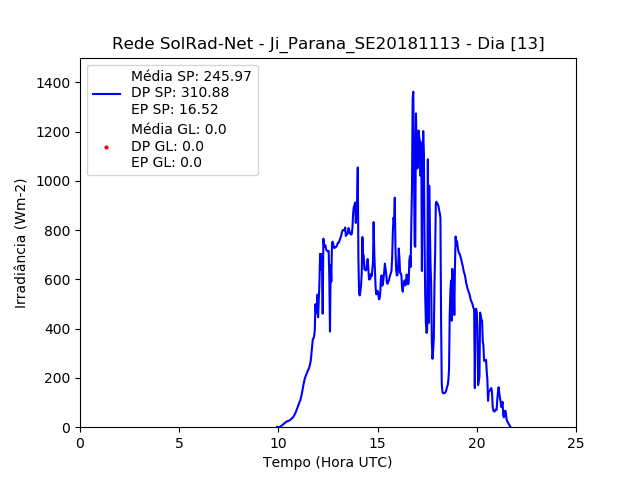 Rede SolRad-Net - Ji_Parana_SE20181113 - Dia [13]
Média SP: 245.97
DP SP: 310.88
EP SP: 16.52
Média GL: 0.0
DP GL: 0.0
EP GL: 0.0
Irradiância (Wm-2)
1400
1200
1000
800
600
400
200
0
0 5 10 15 20 25
Tempo (Hora UTC)